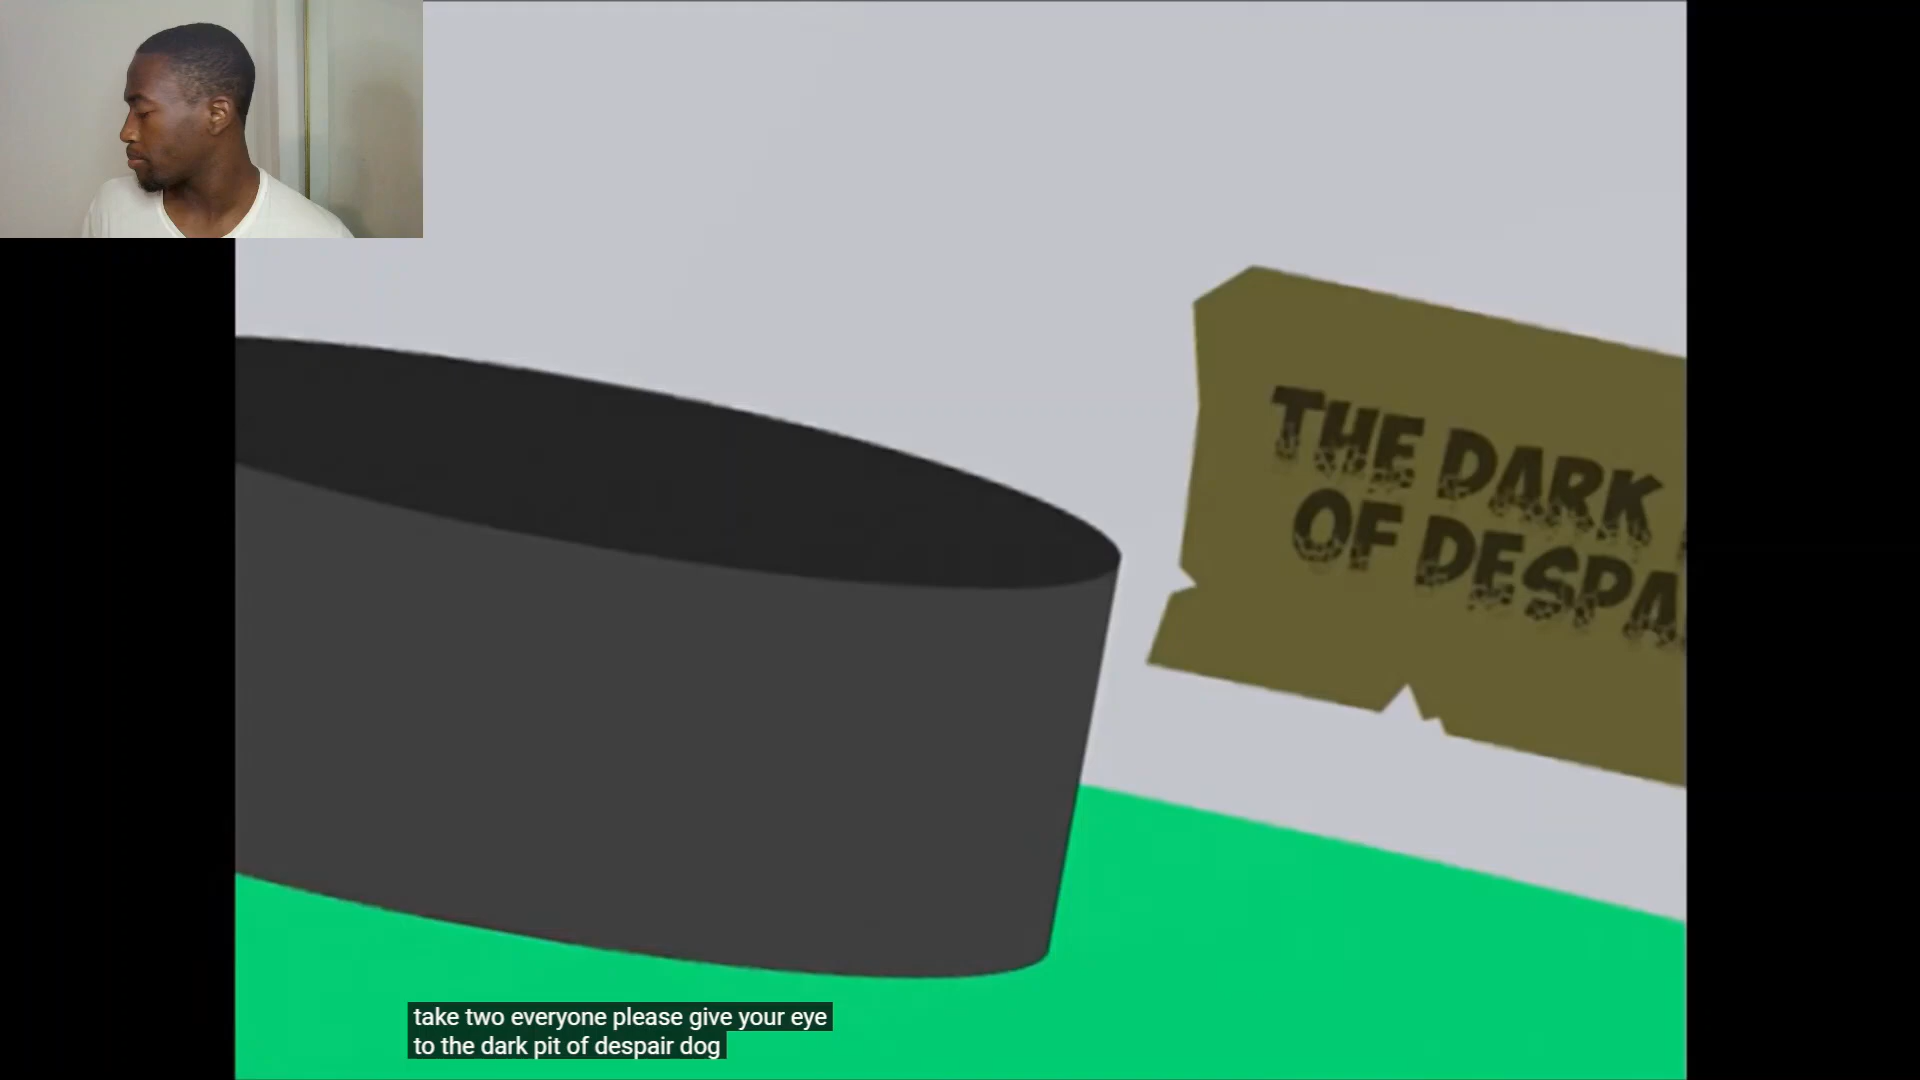 THE DARK
OF DESPA
take two everyone please give your eye
to the dark pit of despair dog